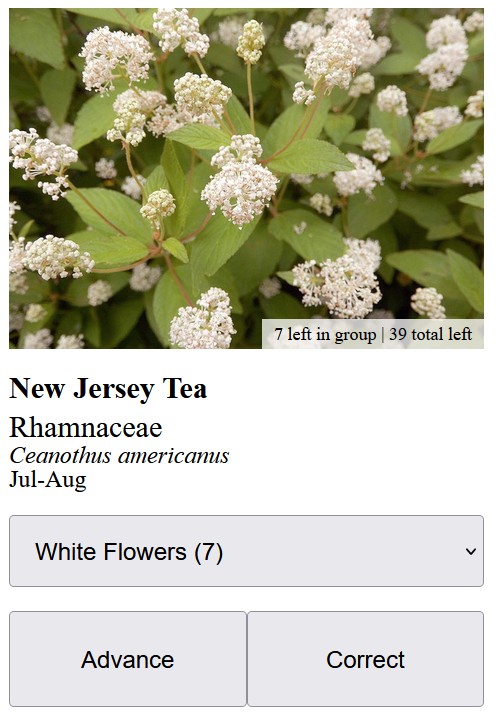 7 left in group | 39 total left
New Jersey Tea
Rhamnaceae
Ceanothus americanus
Jul-Aug
White Flowers (7)
Advance
Correct